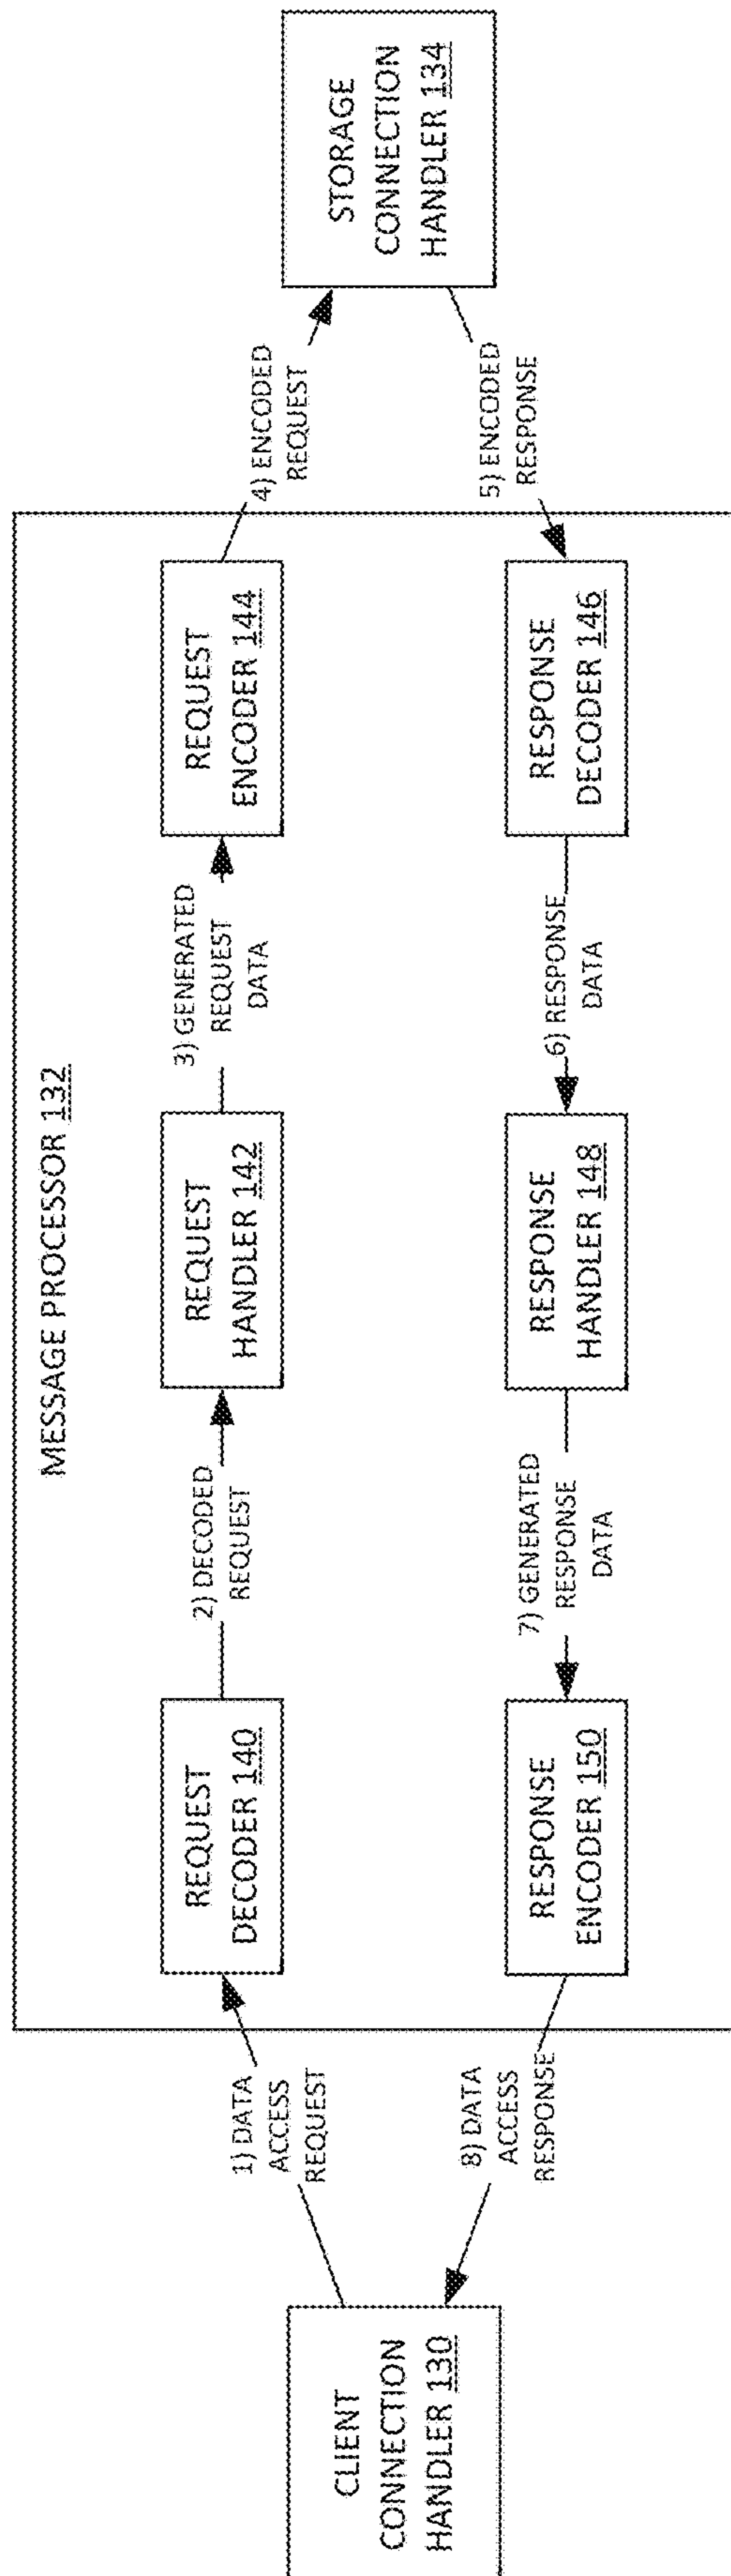 MESSAGE PROCESSOR 132
CLIENT
CONNECTION
HANDLER 130
1) DATA
ACCESS
REQUEST
REQUEST
DECODER 140
2) DECODED
REQUEST
REQUEST
HANDLER 142
3) GENERATED
REQUEST
DATA
REQUEST
ENCODER 144
4) ENCODED
REQUEST
STORAGE
CONNECTION
HANDLER 134
5) ENCODED
RESPONSE
RESPONSE
DECODER 146
6) RESPONSE
DATA
RESPONSE
HANDLER 148
7) GENERATED
RESPONSE
DATA
RESPONSE
ENCODER 150
8) DATA
ACCESS
RESPONSE